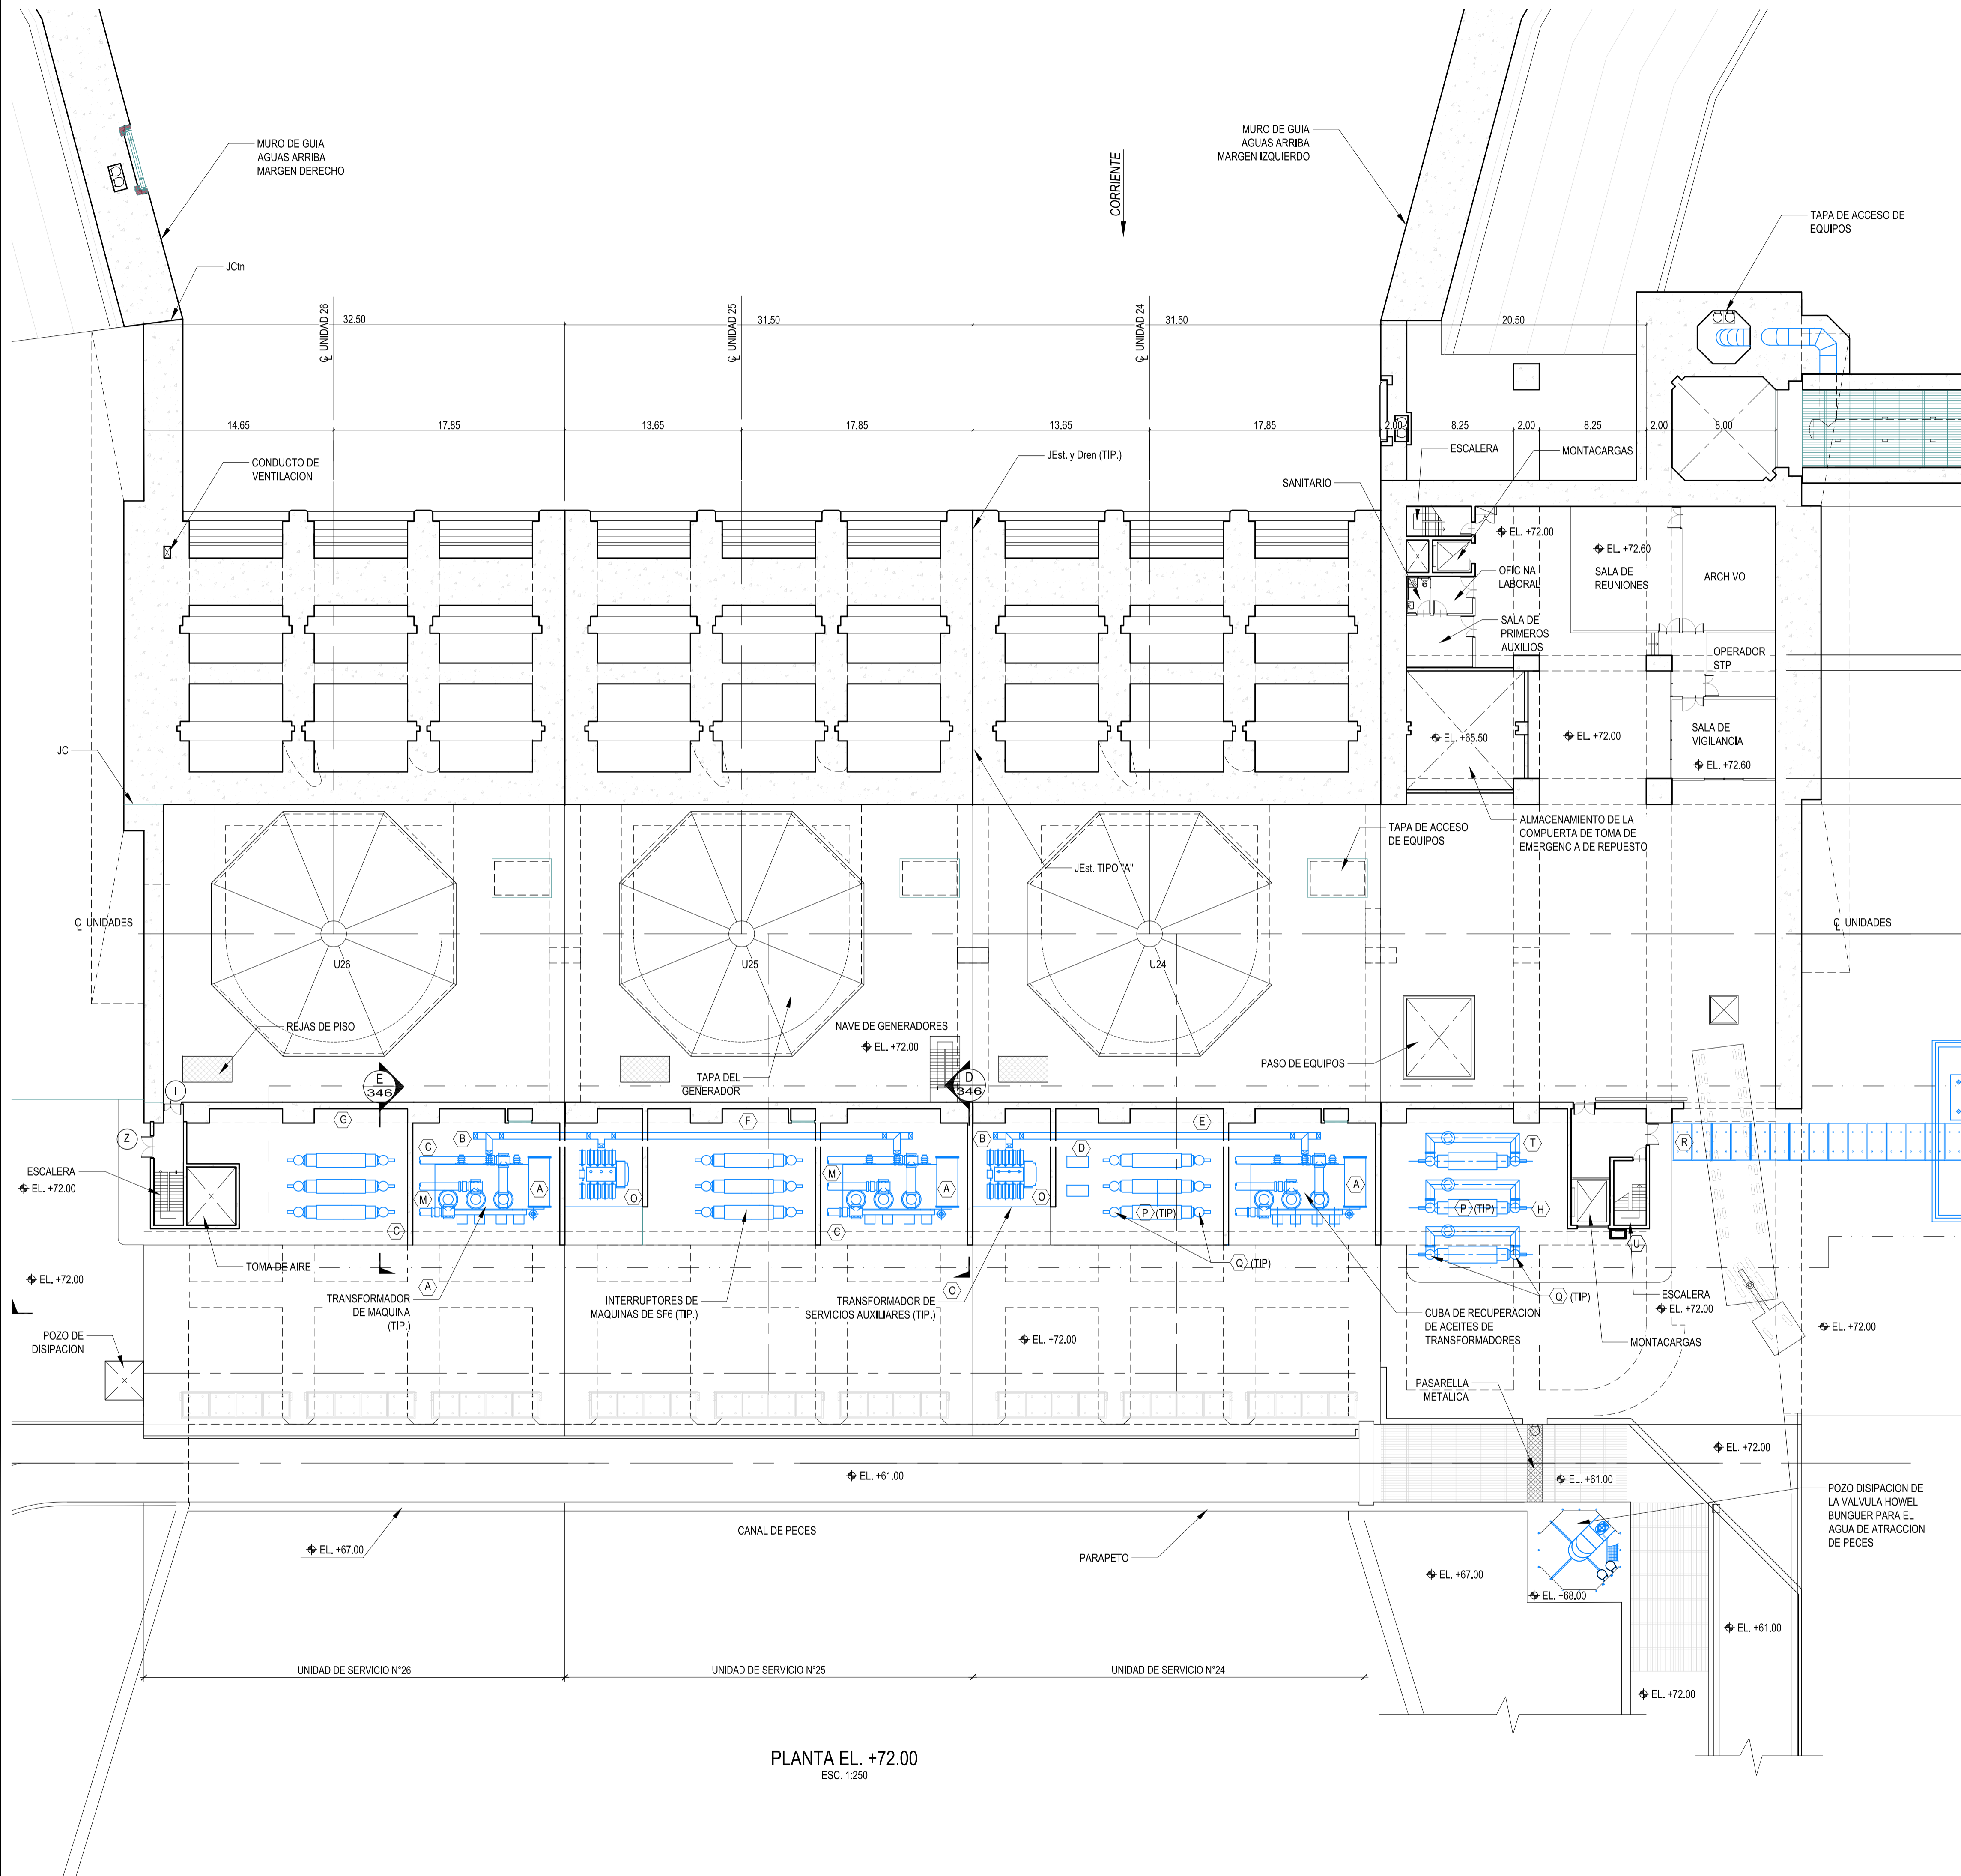 MURO DE GUIA
AGUAS ARRIBA
MARGEN DERECHO
MURO DE GUIA
AGUAS ARRIBA
MARGEN IZQUIERDO
CORRIENTE
TAPA DE ACCESO DE
EQUIPOS
JCtn
℄ UNIDAD 26
32.50
℄ UNIDAD 25
31.50
℄ UNIDAD 24
31.50
20.50
14.65
17.85
13.65
17.85
13.65
17.85
2.00
8.25
2.00
8.25
2.00
8.00
CONDUCTO DE
VENTILACION
JEst. y Dren (TIP.)
ESCALERA
MONTACARGAS
SANITARIO
EL. +72.00
EL. +72.60
SALA DE
REUNIONES
ARCHIVO
OFICINA
LABORAL
SALA DE
PRIMEROS
AUXILIOS
OPERADOR
STP
JC
EL. +65.50
EL. +72.00
SALA DE
VIGILANCIA
EL. +72.60
TAPA DE ACCESO
DE EQUIPOS
ALMACENAMIENTO DE LA
COMPUERTA DE TOMA DE
EMERGENCIA DE REPUESTO
JEst. TIPO "A"
℄ UNIDADES
℄ UNIDADES
U26
U25
U24
REJAS DE PISO
NAVE DE GENERADORES
EL. +72.00
TAPA DEL
GENERADOR
PASO DE EQUIPOS
E
346
D
346
I
Z
G
F
E
C
B
B
D
T
R
ESCALERA
EL. +72.00
M
A
O
M
A
O
P (TIP)
A
P (TIP)
H
C
C
U
TOMA DE AIRE
Q (TIP)
EL. +72.00
A
O
TRANSFORMADOR
DE MAQUINA
(TIP.)
INTERRUPTORES DE
MAQUINAS DE SF6 (TIP.)
TRANSFORMADOR DE
SERVICIOS AUXILIARES (TIP.)
CUBA DE RECUPERACION
DE ACEITES DE
TRANSFORMADORES
Q (TIP)
ESCALERA
EL. +72.00
MONTACARGAS
EL. +72.00
POZO DE
DISIPACION
EL. +72.00
PASARELLA
METALICA
EL. +72.00
EL. +61.00
EL. +61.00
POZO DISIPACION DE
LA VALVULA HOWEL
BUNGUER PARA EL
AGUA DE ATRACCION
DE PECES
CANAL DE PECES
EL. +67.00
PARAPETO
EL. +67.00
EL. +68.00
EL. +61.00
UNIDAD DE SERVICIO N°26
UNIDAD DE SERVICIO N°25
UNIDAD DE SERVICIO N°24
EL. +72.00
PLANTA EL. +72.00
ESC. 1:250